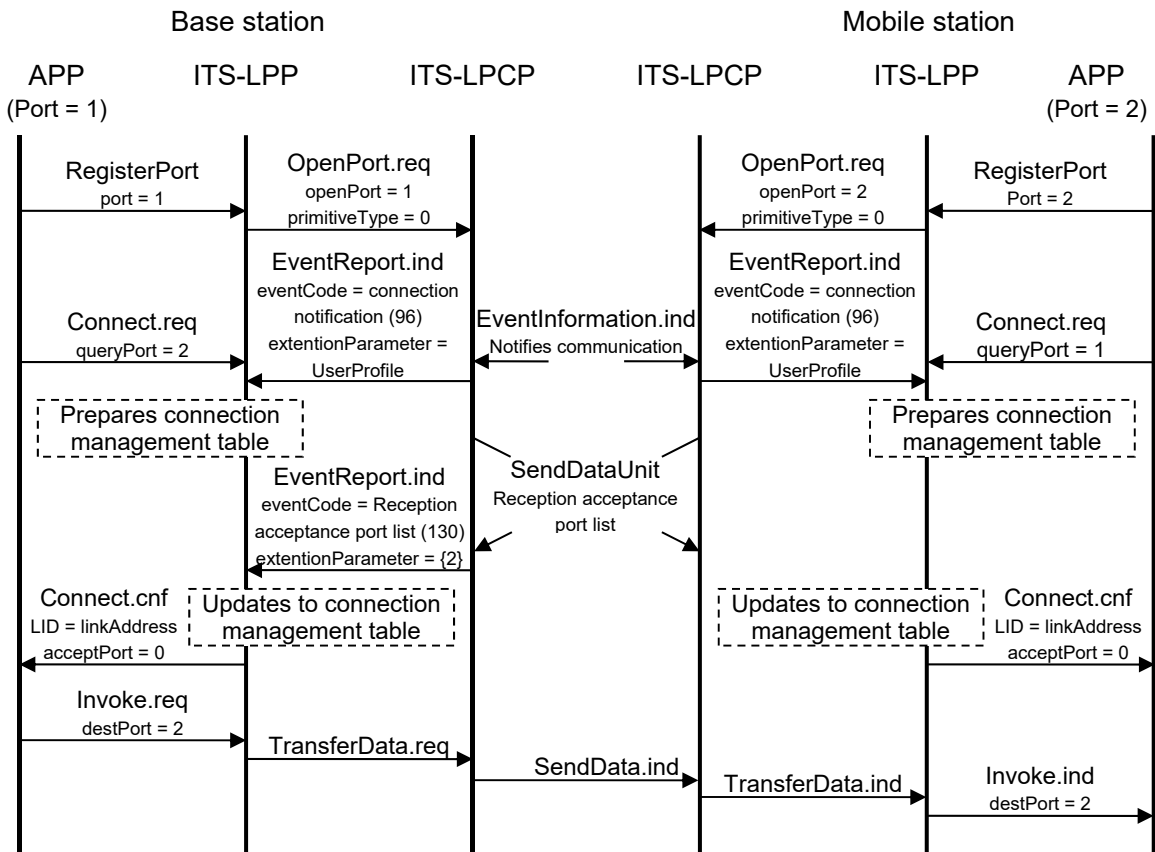 Base station
Mobile station
APP
ITS-LPP
ITS-LPCP
ITS-LPCP
ITS-LPP
APP
(Port = 1)
(Port = 2)
RegisterPort
port = 1
OpenPort.req
openPort = 1
primitiveType = 0
OpenPort.req
openPort = 2
primitiveType = 0
RegisterPort
Port = 2
EventReport.ind
eventCode = connection
notification (96)
extentionParameter =
UserProfile
EventInformation.ind
Notifies communication
EventReport.ind
eventCode = connection
notification (96)
extentionParameter =
UserProfile
Connect.req
queryPort = 2
Connect.req
queryPort = 1
Prepares connection
management table
Prepares connection
management table
SendDataUnit
Reception acceptance
port list
EventReport.ind
eventCode = Reception
acceptance port list (130)
extentionParameter = {2}
Connect.cnf
LID = linkAddress
acceptPort = 0
Updates to connection
management table
Updates to connection
management table
Connect.cnf
LID = linkAddress
acceptPort = 0
Invoke.req
destPort = 2
TransferData.req
SendData.ind
TransferData.ind
Invoke.ind
destPort = 2